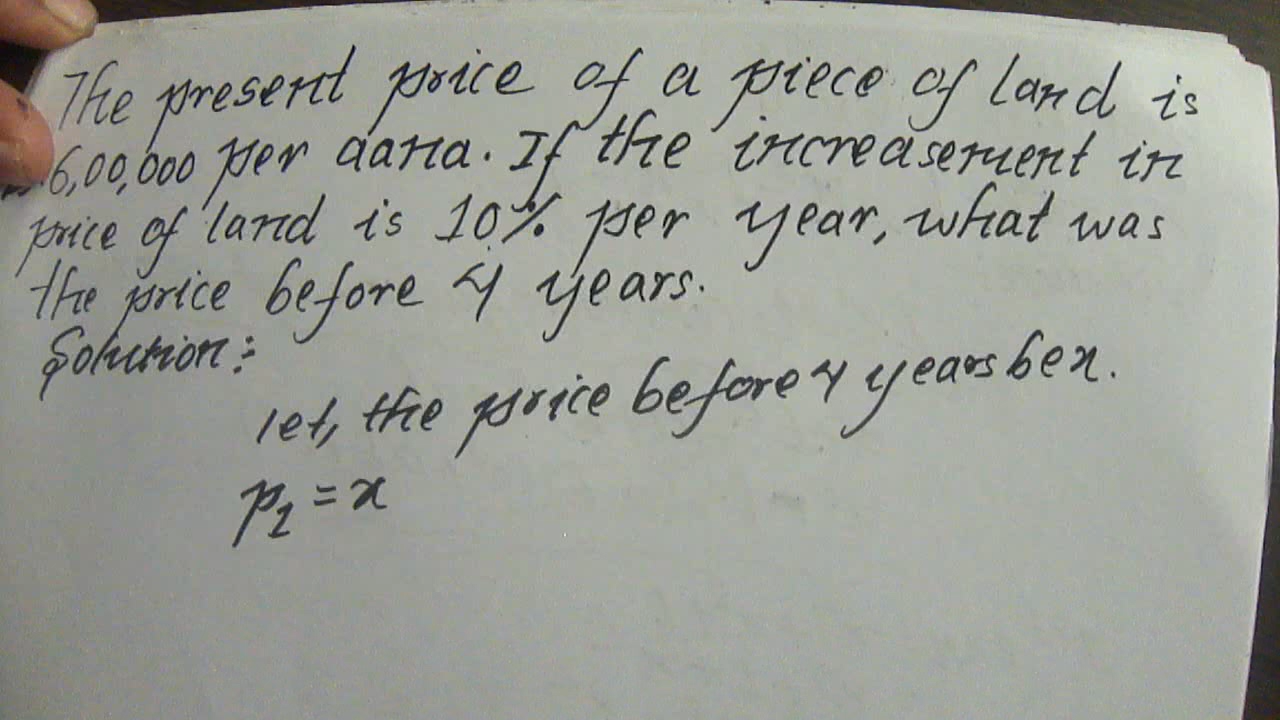 The present price of a piece of land is
6,00,000 per aana. If the increasement in
price of land is 10% per year, what was
the price before 4 years.
Solution:-
let, the price before 4 years be x.
p1 = x